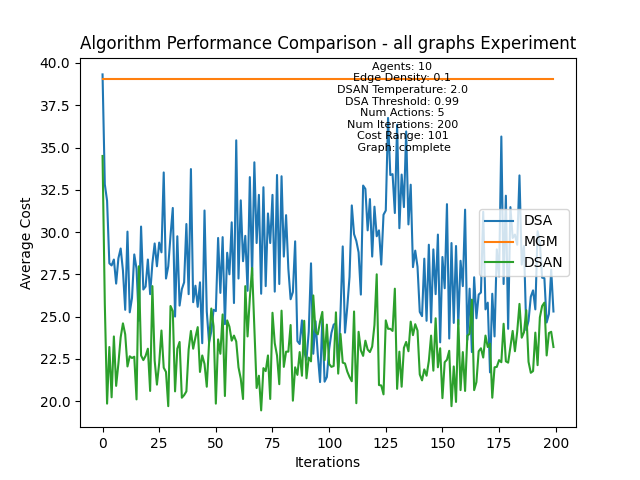 Algorithm Performance Comparison - all graphs Experiment
Agents: 10
Edge Density: 0.1
DSAN Temperature: 2.0
DSA Threshold: 0.99
Num Actions: 5
Num Iterations: 200
Cost Range: 101
Graph: complete
Average Cost
40.0
37.5
35.0
32.5
30.0
27.5
25.0
22.5
20.0
DSA
MGM
DSAN
0
25
50
75
100
125
150
175
200
Iterations